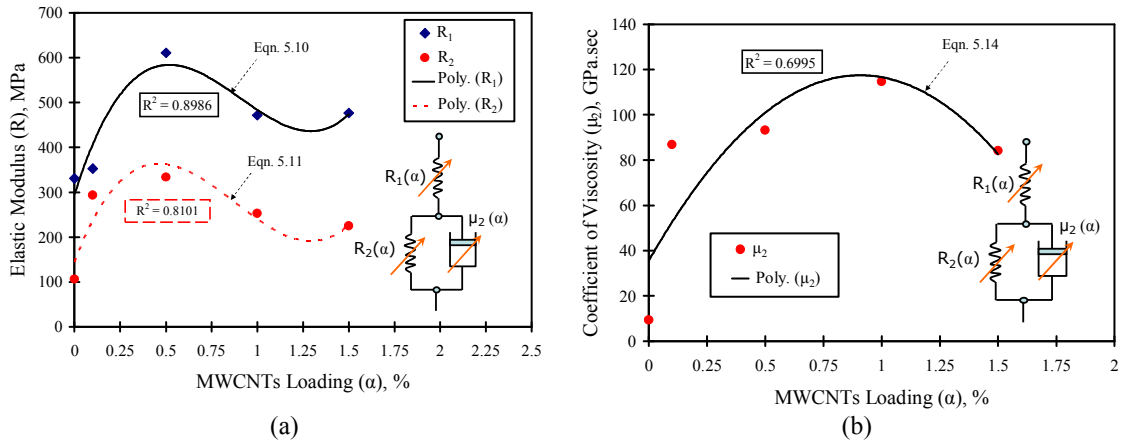 700
600
500
400
300
200
100
0
Elastic Modulus (R), MPa
Eqn. 5.10
R² = 0.8986
Eqn. 5.11
R² = 0.8101
R₁
R₂
Poly. (R₁)
Poly. (R₂)
R₁(α)
R₂(α)
μ₂ (α)
0 0.25 0.5 0.75 1 1.25 1.5 1.75 2 2.25 2.5
MWCNTs Loading (α), %
(a)
140
120
100
80
60
40
20
0
Coefficient of Viscosity (μ₂), GPa.sec
R² = 0.6995
Eqn. 5.14
μ₂
Poly. (μ₂)
R₁(α)
R₂(α)
μ₂ (α)
0 0.25 0.5 0.75 1 1.25 1.5 1.75 2
MWCNTs Loading (α), %
(b)